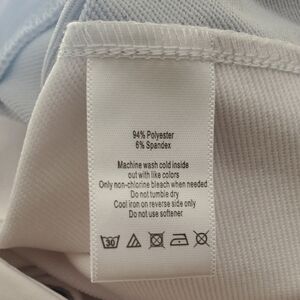 94% Polyester
6% Spandex
Machine wash cold inside
out with like colors
Only non-chlorine bleach when needed
Do not tumble dry
Cool iron on reverse side only
Do not use softener
30